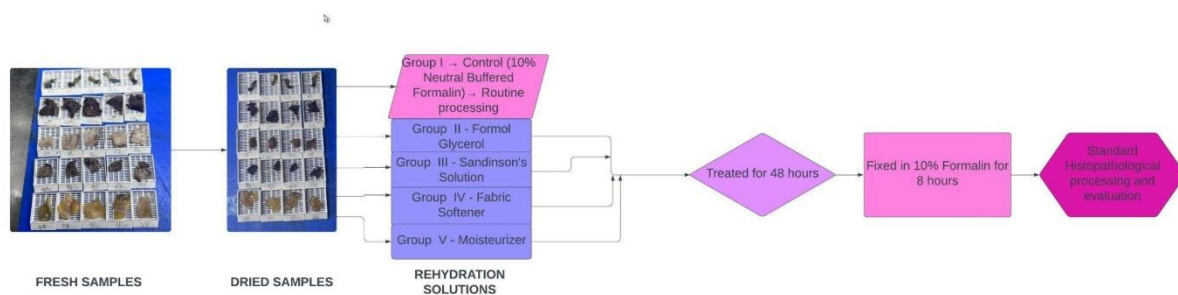 Group I → Control (10%
Neutral Buffered
Formalin)→ Routine
processing
Group II - Formol
Glycerol
Group III - Sandinson's
Solution
Group IV - Fabric
Softener
Group V - Moisturizer
Treated for 48 hours
Fixed in 10% Formalin for
8 hours
Standard
Histopathological
processing and
evaluation
FRESH SAMPLES
DRIED SAMPLES
REHYDRATION
SOLUTIONS